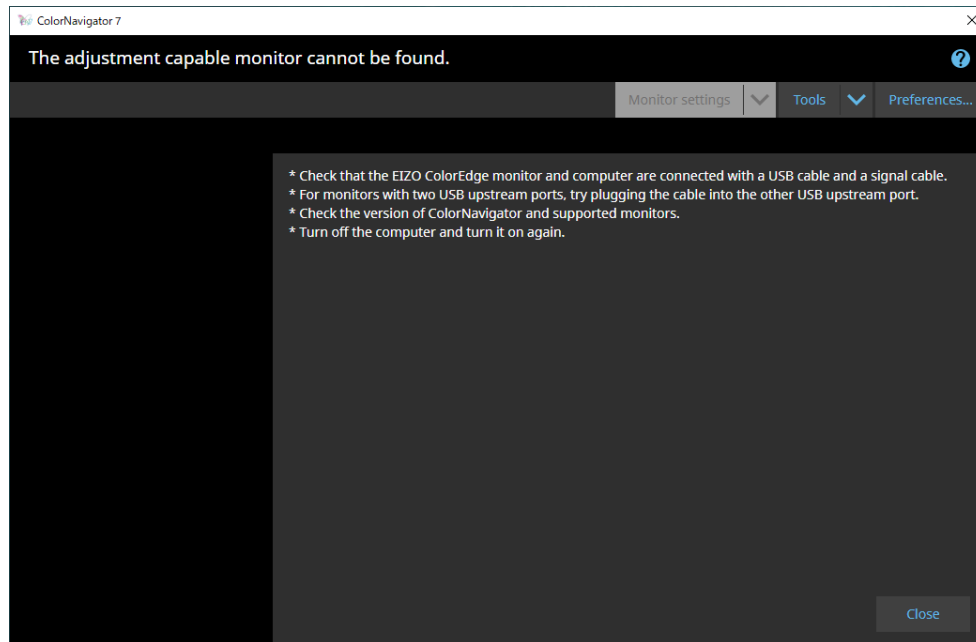 ColorNavigator 7
The adjustment capable monitor cannot be found.
Monitor settings
Tools
Preferences...
* Check that the EIZO ColorEdge monitor and computer are connected with a USB cable and a signal cable.
* For monitors with two USB upstream ports, try plugging the cable into the other USB upstream port.
* Check the version of ColorNavigator and supported monitors.
* Turn off the computer and turn it on again.
Close